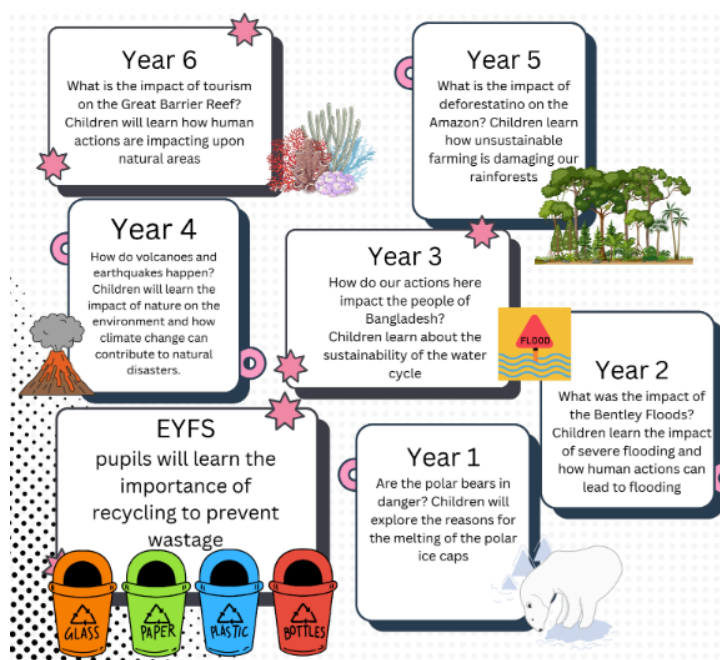 Year 6
What is the impact of tourism
on the Great Barrier Reef?
Children will learn how human
actions are impacting upon
natural areas
Year 5
What is the impact of
deforestatino on the
Amazon? Children learn
how unsustainable
farming is damaging our
rainforests
Year 4
How do volcanoes and
earthquakes happen?
Children will learn the
impact of nature on the
environment and how
climate change can
contribute to natural
disasters.
Year 3
How do our actions here
impact the people of
Bangladesh?
Children learn about the
sustainability of the water
cycle
FLOOD
Year 2
What was the impact of
the Bentley Floods?
Children learn the impact
of severe flooding and
how human actions can
lead to flooding
EYFS
pupils will learn the
importance of
recycling to prevent
wastage
GLASS
PAPER
PLASTIC
BOTTLES
Year 1
Are the polar bears in
danger? Children will
explore the reasons for
the melting of the polar
ice caps